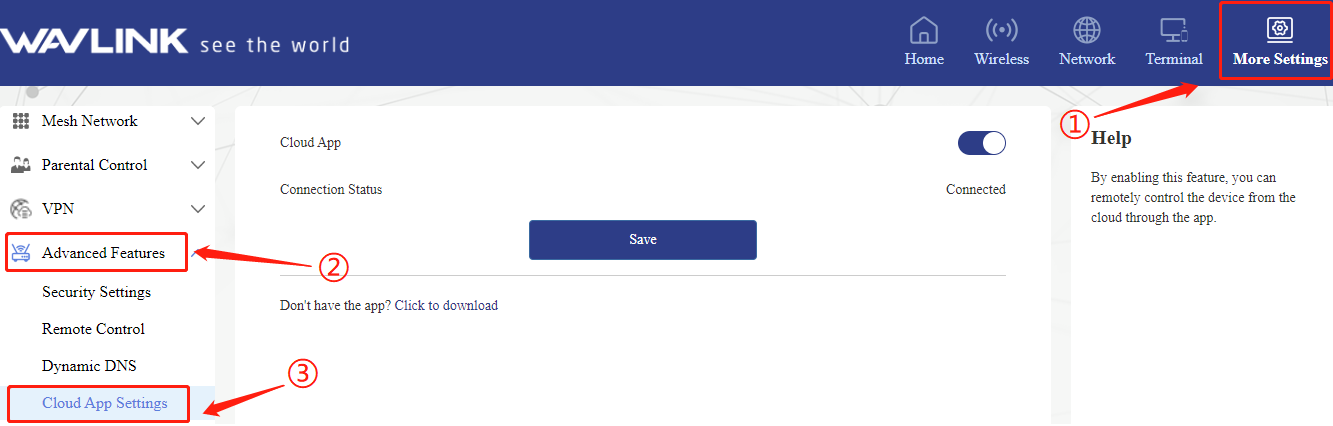 WAVLINK see the world
Home
Wireless
Network
Terminal
More Settings
①
Mesh Network
Parental Control
VPN
Advanced Features
②
Security Settings
Remote Control
Dynamic DNS
Cloud App Settings
③
Cloud App
Connection Status
Connected
Save
Don't have the app? Click to download
Help
By enabling this feature, you can
remotely control the device from the
cloud through the app.